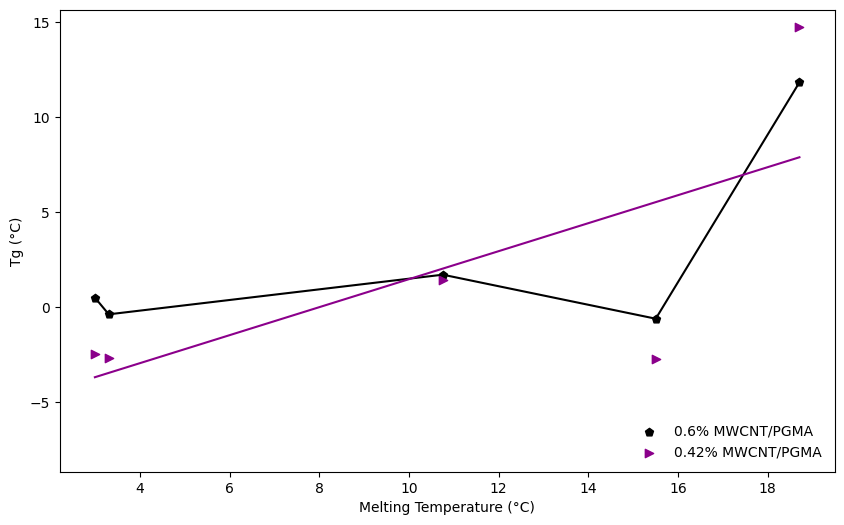 15
10
5
0
−5
Tg (°C)
4 6 8 10 12 14 16 18
Melting Temperature (°C)
0.6% MWCNT/PGMA
0.42% MWCNT/PGMA